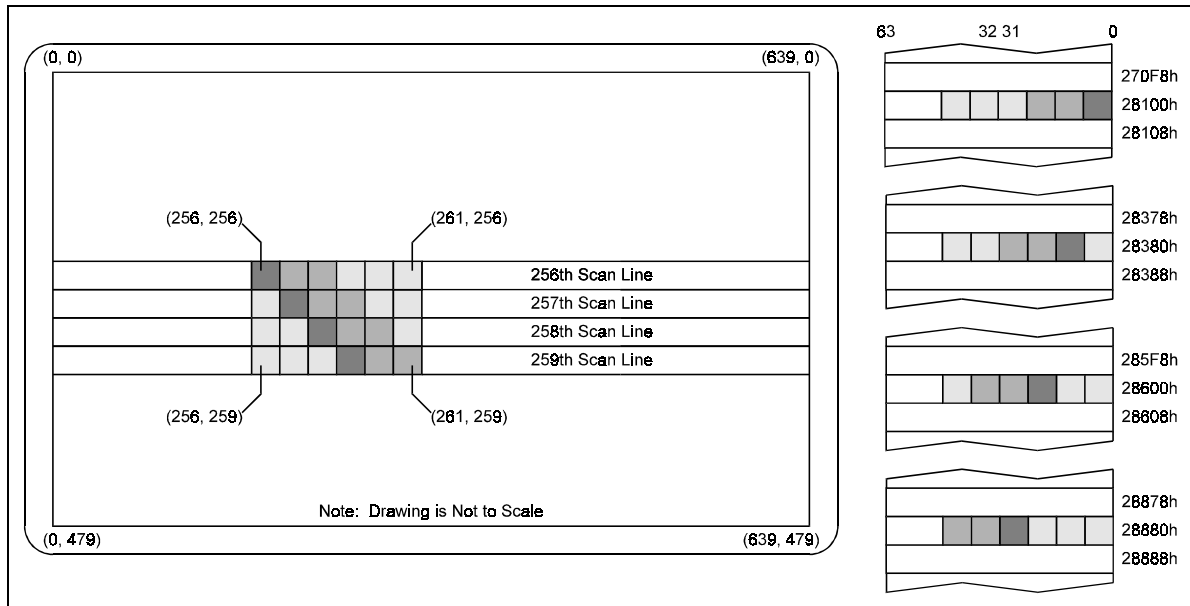 (0, 0)
(639, 0)
(256, 256)
(261, 256)
256th Scan Line
257th Scan Line
258th Scan Line
259th Scan Line
(256, 259)
(261, 259)
Note: Drawing is Not to Scale
(0, 479)
(639, 479)
63 32 31 0
270F8h
28100h
28108h
28378h
28380h
28388h
285F8h
28600h
28608h
28878h
28880h
28888h